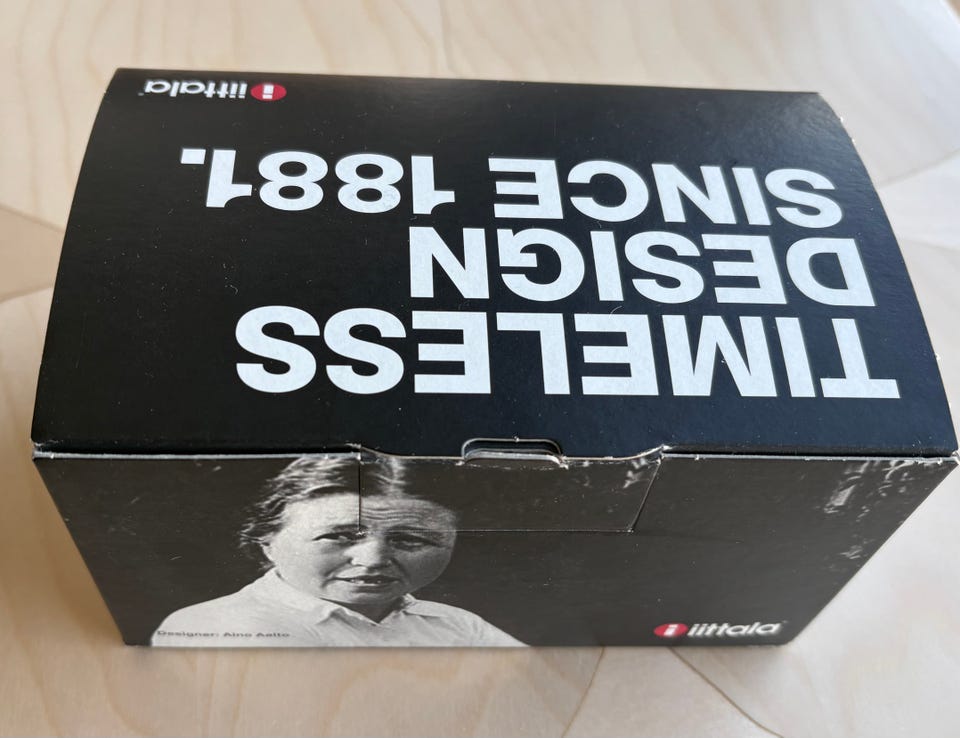 TIMELESS
DESIGN
SINCE 1881.
i iittala
Designer: Aino Aalto
i iittala